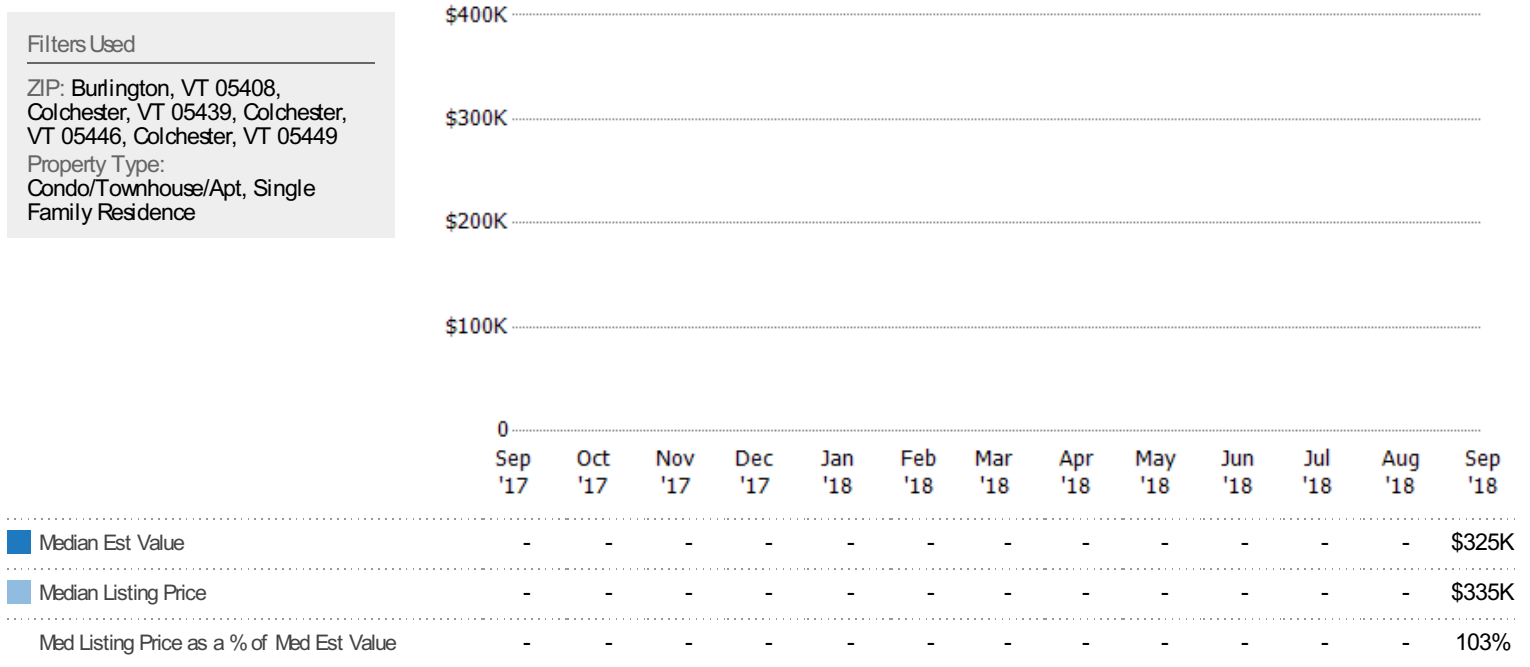 Filters Used
ZIP: Burlington, VT 05408,
Colchester, VT 05439, Colchester,
VT 05446, Colchester, VT 05449
Property Type:
Condo/Townhouse/Apt, Single
Family Residence
$400K
$300K
$200K
$100K
0
Sep Oct Nov Dec Jan Feb Mar Apr May Jun Jul Aug Sep
'17 '17 '17 '17 '18 '18 '18 '18 '18 '18 '18 '18 '18
Median Est Value - - - - - - - - - - - - $325K
Median Listing Price - - - - - - - - - - - - $335K
Med Listing Price as a % of Med Est Value - - - - - - - - - - - - 103%